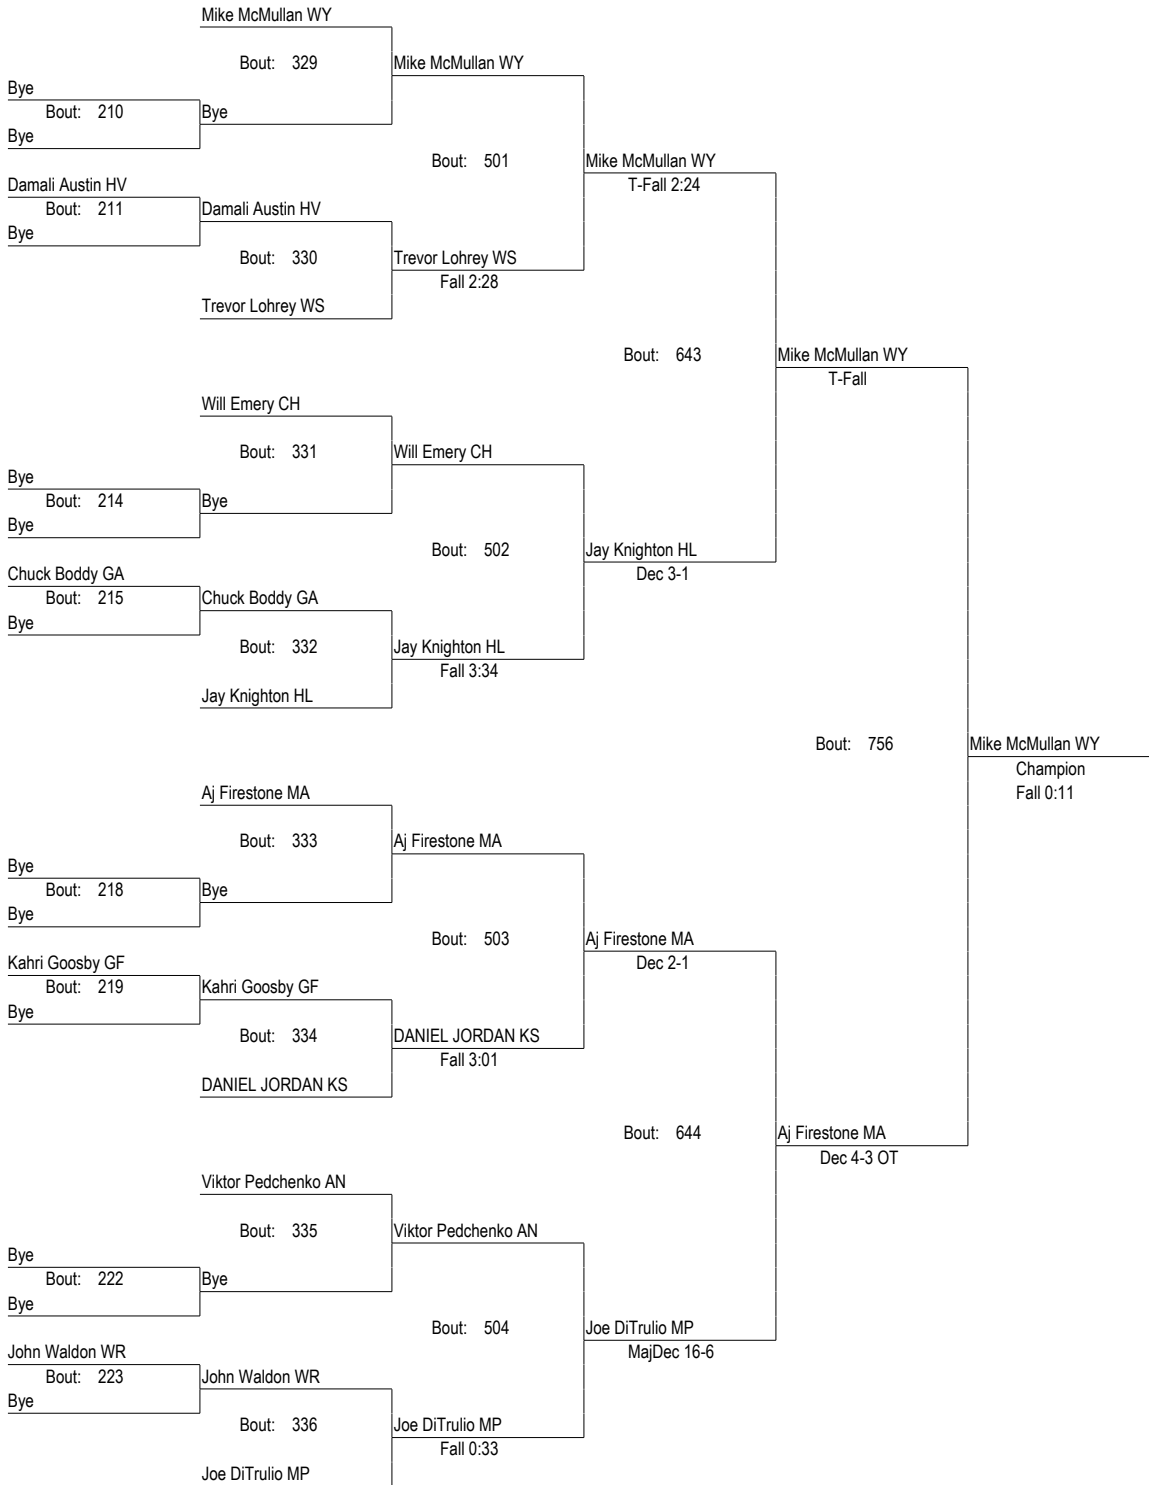 Mike McMullan WY
Bout: 329 Mike McMullan WY
Bye
Bout: 210 Bye
Bye
Bout: 501 Mike McMullan WY
Damali Austin HV T-Fall 2:24
Bout: 211 Damali Austin HV
Bye
Bout: 330 Trevor Lohrey WS
Fall 2:28
Trevor Lohrey WS
Bout: 643 Mike McMullan WY
T-Fall
Will Emery CH
Bout: 331 Will Emery CH
Bye
Bout: 214 Bye
Bye
Bout: 502 Jay Knighton HL
Chuck Boddy GA Dec 3-1
Bout: 215 Chuck Boddy GA
Bye
Bout: 332 Jay Knighton HL
Fall 3:34
Jay Knighton HL
Bout: 756 Mike McMullan WY
Champion
Aj Firestone MA Fall 0:11
Bout: 333 Aj Firestone MA
Bye
Bout: 218 Bye
Bye
Bout: 503 Aj Firestone MA
Kahri Goosby GF Dec 2-1
Bout: 219 Kahri Goosby GF
Bye
Bout: 334 DANIEL JORDAN KS
Fall 3:01
DANIEL JORDAN KS
Bout: 644 Aj Firestone MA
Dec 4-3 OT
Viktor Pedchenko AN
Bout: 335 Viktor Pedchenko AN
Bye
Bout: 222 Bye
Bye
Bout: 504 Joe DiTrulio MP
John Waldon WR MajDec 16-6
Bout: 223 John Waldon WR
Bye
Bout: 336 Joe DiTrulio MP
Fall 0:33
Joe DiTrulio MP